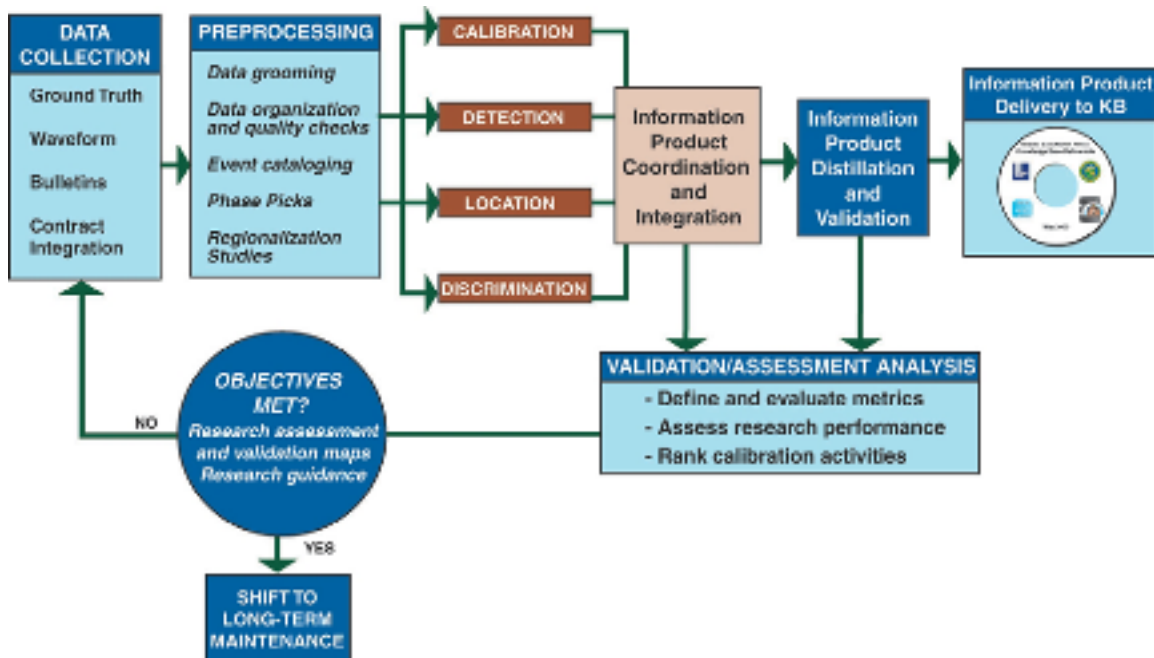 DATA
COLLECTION
Ground Truth
Waveform
Bulletins
Contract
Integration
PREPROCESSING
Data grooming
Data organization
and quality checks
Event cataloging
Phase Picks
Regionalization
Studies
CALIBRATION
DETECTION
LOCATION
DISCRIMINATION
Information
Product
Coordination
and
Integration
Information
Product
Distillation
and
Validation
Information Product
Delivery to KB
VALIDATION/ASSESSMENT ANALYSIS
- Define and evaluate metrics
- Assess research performance
- Rank calibration activities
OBJECTIVES
MET?
Research assessment
and validation maps
Research guidance
NO
YES
SHIFT TO
LONG-TERM
MAINTENANCE